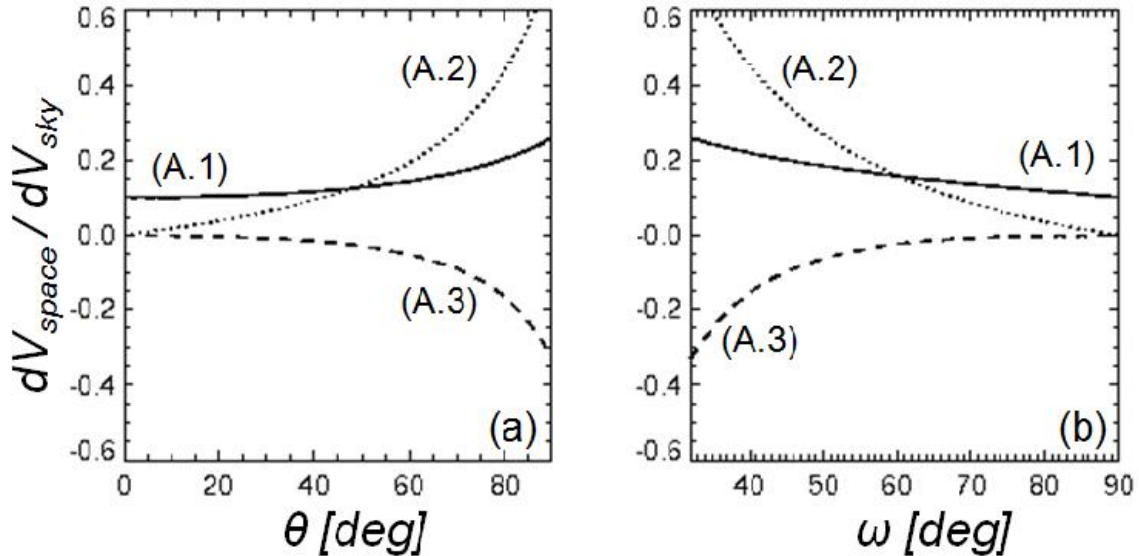 dV_space / dV_sky
0.6
0.4
0.2
0.0
-0.2
-0.4
-0.6
(A.1)
(A.2)
(A.3)
(a)
0 20 40 60 80
θ [deg]
0.6
0.4
0.2
-0.0
-0.2
-0.4
-0.6
(A.2)
(A.1)
(A.3)
(b)
40 50 60 70 80 90
ω [deg]